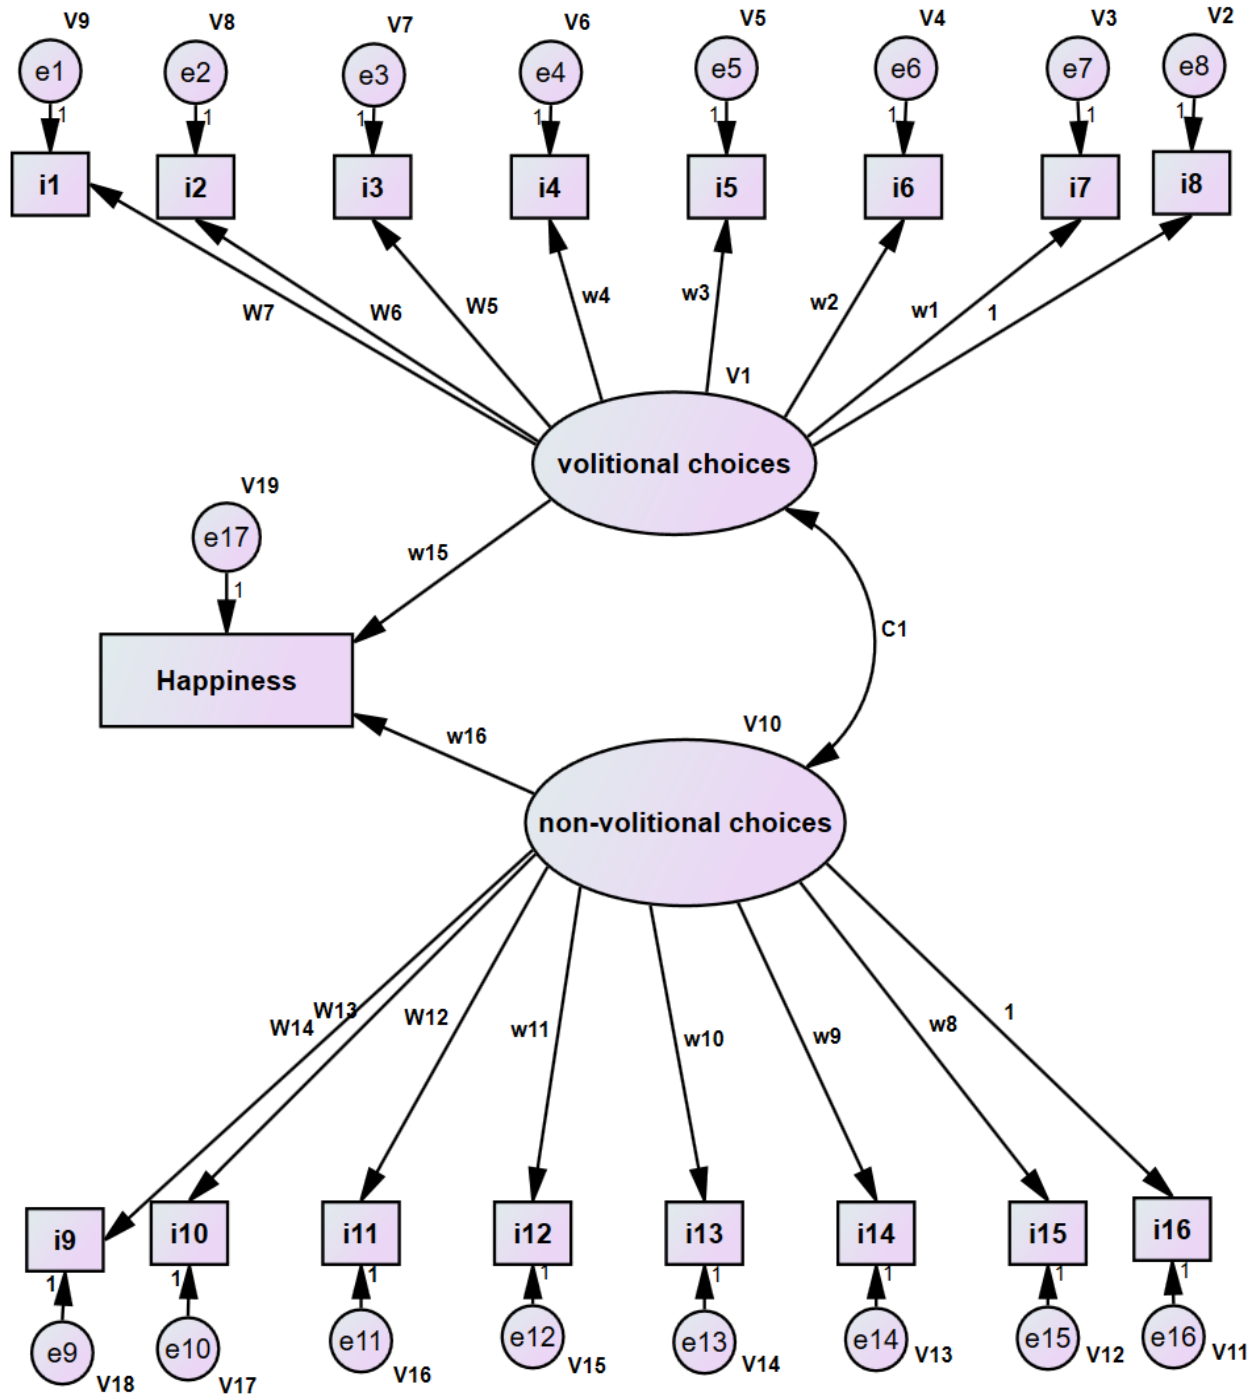 V9
V8
V7
V6
V5
V4
V3
V2
e1
e2
e3
e4
e5
e6
e7
e8
1
1
1
1
1
1
1
1
i1
i2
i3
i4
i5
i6
i7
i8
W7
W6
W5
w4
w3
w2
w1
1
V1
volitional choices
V19
e17
w15
1
C1
Happiness
w16
V10
non-volitional choices
W14
W13
W12
w11
w10
w9
w8
1
i9
i10
i11
i12
i13
i14
i15
i16
1
1
1
1
1
1
1
1
e9
e10
e11
e12
e13
e14
e15
e16
V18
V17
V16
V15
V14
V13
V12
V11